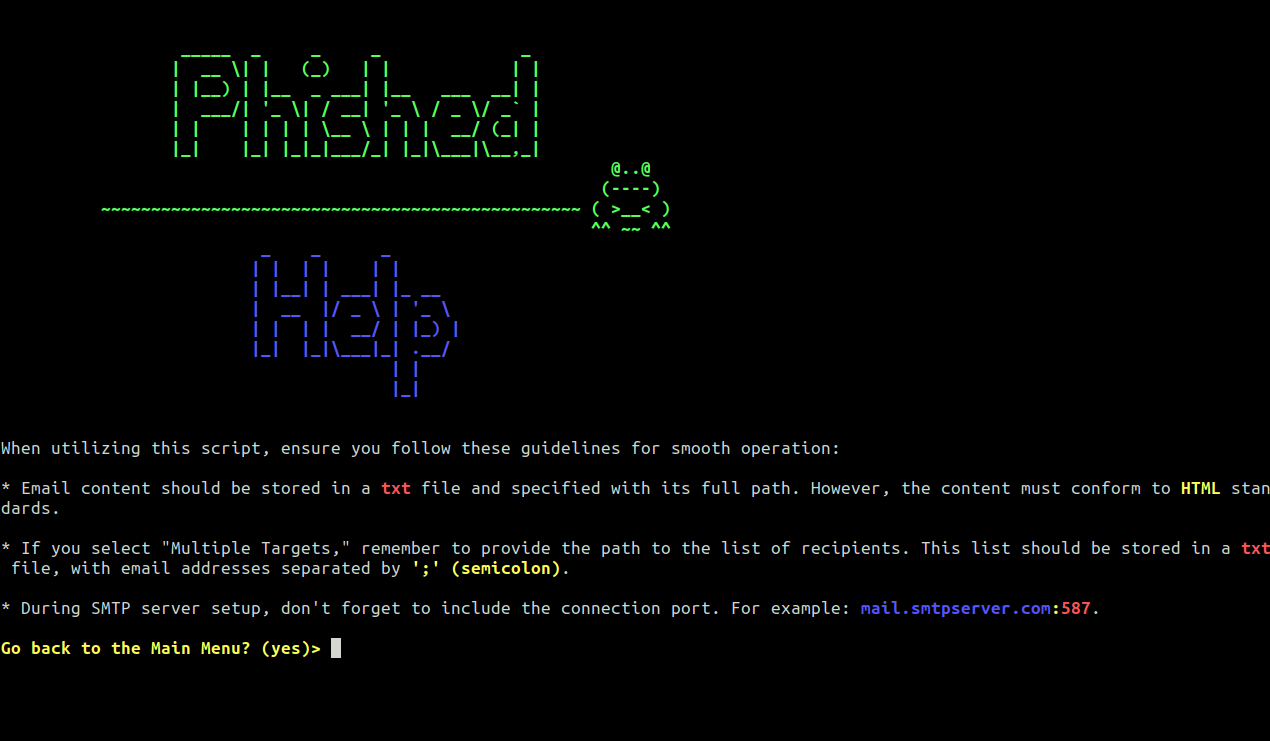 Phished
@..@
(----)
~~~~~~~~~~~~~~~~~~~~~~~~~~~~~~~~~~~~~~~~~~~~~~~~ ( >__< )
^^ ~~ ^^
Help
When utilizing this script, ensure you follow these guidelines for smooth operation:
* Email content should be stored in a txt file and specified with its full path. However, the content must conform to HTML stan
dards.
* If you select "Multiple Targets," remember to provide the path to the list of recipients. This list should be stored in a txt
file, with email addresses separated by ';' (semicolon).
* During SMTP server setup, don't forget to include the connection port. For example: mail.smtpserver.com:587.
Go back to the Main Menu? (yes)>